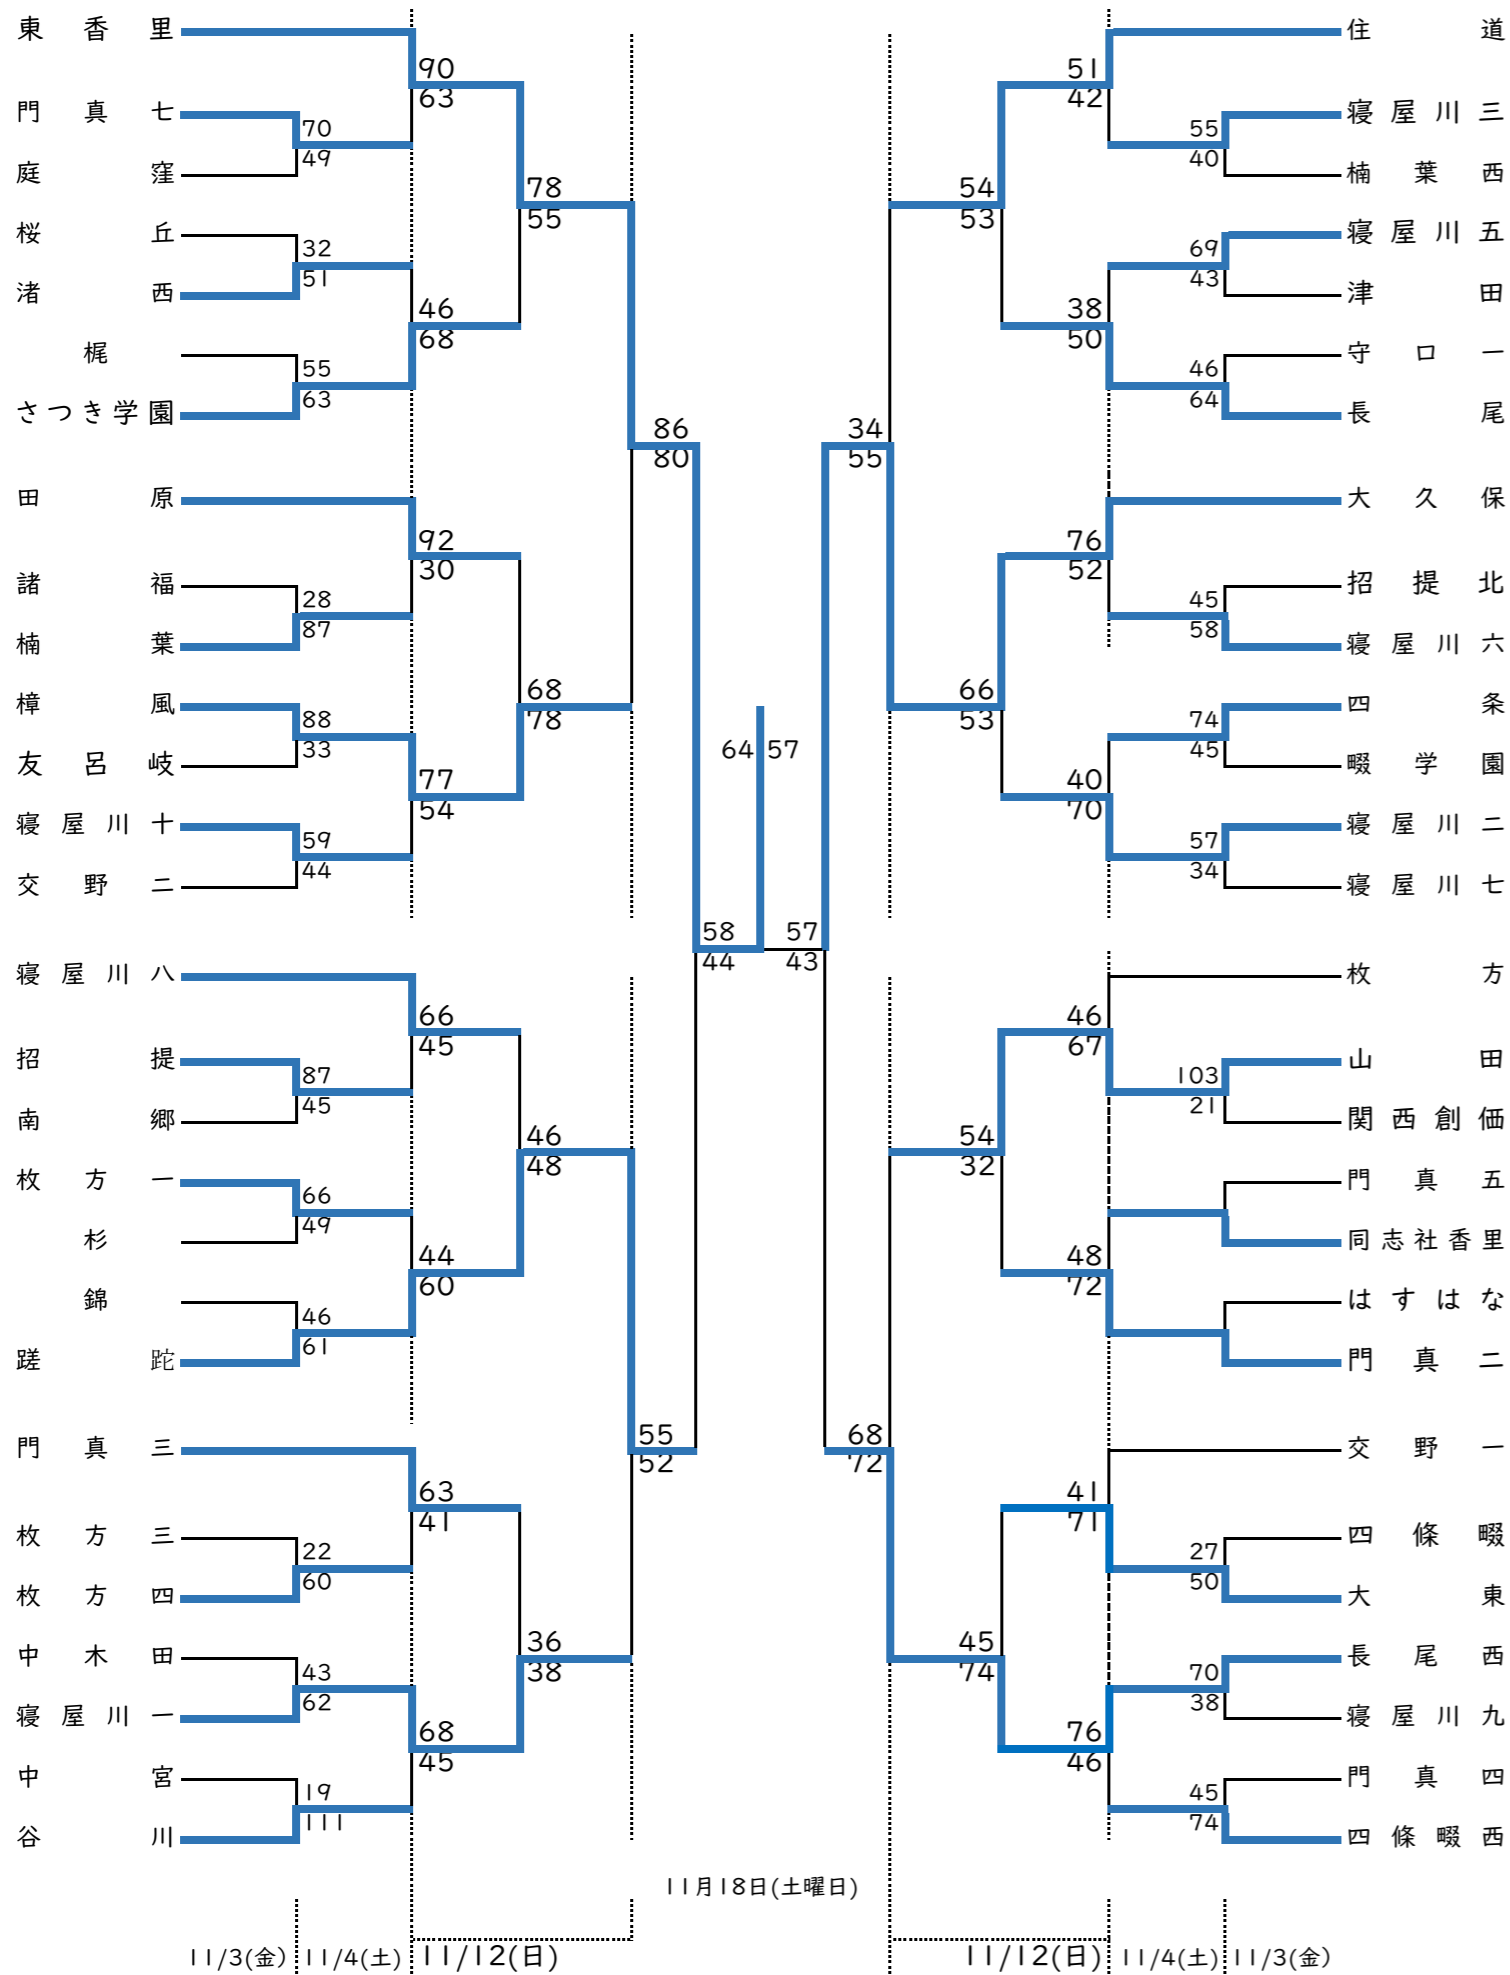 東香里
90
63
門真七
70
49
庭窪
78
55
桜丘
32
51
渚西
46
68
梶
55
63
さつき学園
86
80
田原
92
30
諸福
28
87
楠葉
樟風
68
78
88
33
友呂岐
77
54
寝屋川十
59
44
交野二
58
44
寝屋川八
66
45
招提
87
45
南郷
46
48
枚方一
66
49
杉
44
60
錦
46
61
蹉跎
55
52
門真三
63
41
枚方三
22
60
枚方四
中木田
36
38
43
62
寝屋川一
68
45
中宮
19
111
谷川
64 57
住道
51
42
寝屋川三
55
40
楠葉西
54
53
寝屋川五
69
43
津田
38
50
守口一
46
64
長尾
34
55
大久保
76
52
招提北
45
58
寝屋川六
66
53
四条
74
45
畷学園
40
70
寝屋川二
57
34
寝屋川七
57
43
枚方
46
67
山田
103
21
関西創価
54
32
門真五
同志社香里
48
72
はすはな
門真二
68
72
交野一
41
71
四條畷
27
50
大東
45
74
長尾西
70
38
寝屋川九
76
46
門真四
45
74
四條畷西
11月18日(土曜日)
11/3(金) 11/4(土) 11/12(日) 11/12(日) 11/4(土) 11/3(金)